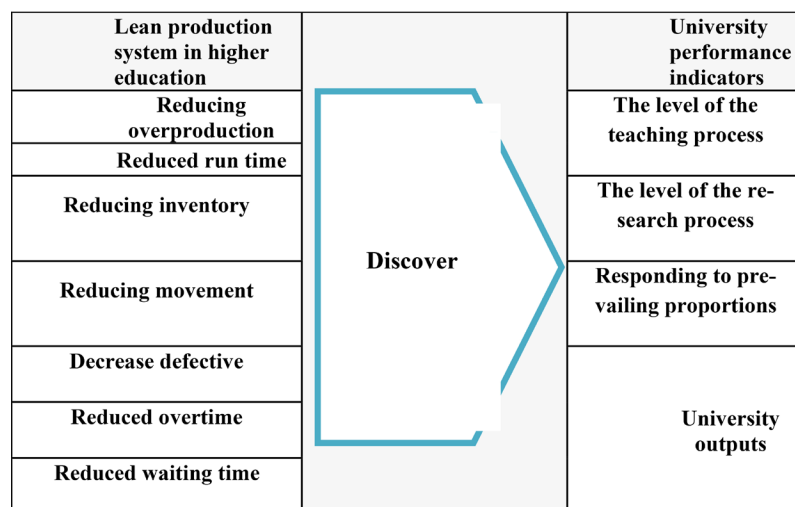 Lean production
system in higher
education
Reducing
overproduction
Reduced run time
Reducing inventory
Reducing movement
Decrease defective
Reduced overtime
Reduced waiting time
Discover
University
performance
indicators
The level of the
teaching process
The level of the re-
search process
Responding to pre-
vailing proportions
University
outputs